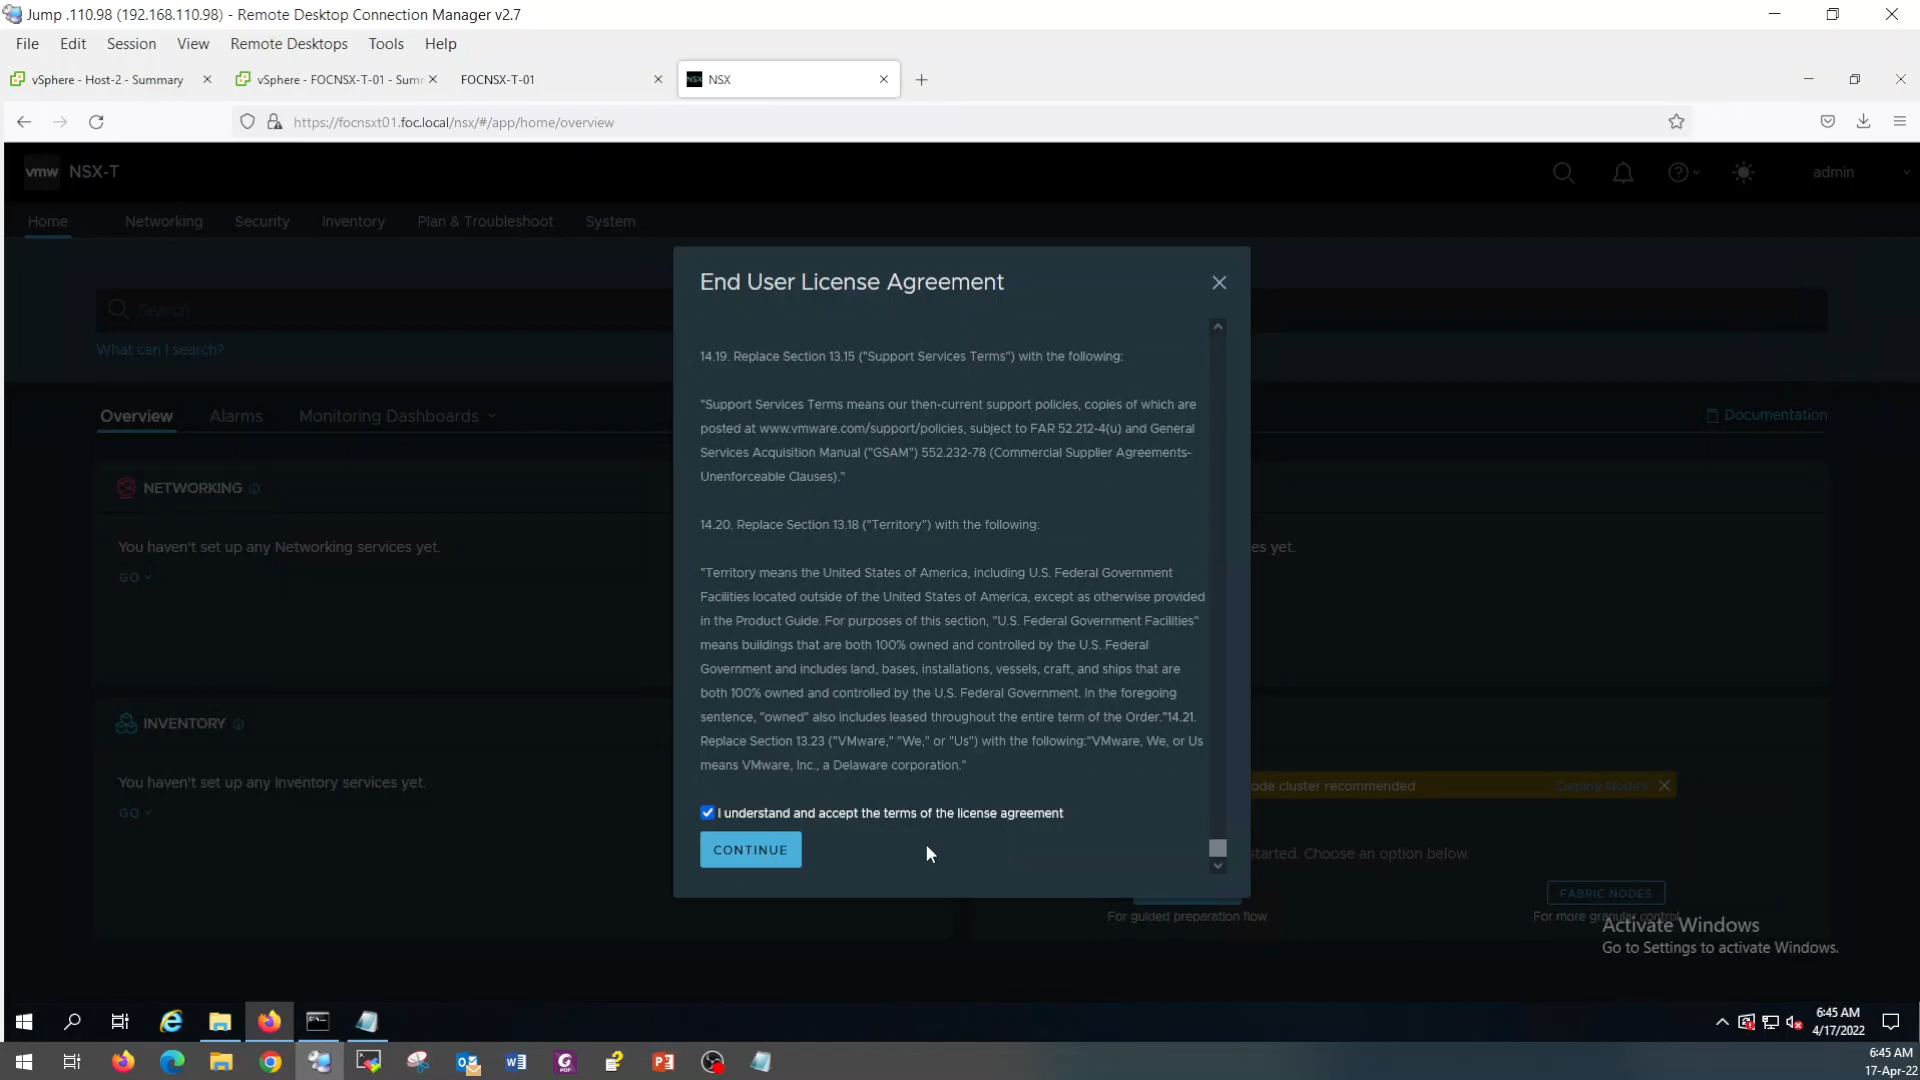 Jump .110.98 (192.168.110.98) - Remote Desktop Connection Manager v2.7
File Edit Session View Remote Desktops Tools Help
vSphere - Host-2 - Summary
vSphere - FOCNSX-T-01 - Sum
FOCNSX-T-01
NSX
https://focnsxt01.foc.local/nsx/#/app/home/overview
vmw NSX-T
admin
Home Networking Security Inventory Plan & Troubleshoot System
End User License Agreement
Search
What can I search?
14.19. Replace Section 13.15 ("Support Services Terms") with the following:
"Support Services Terms means our then-current support policies, copies of which are
posted at www.vmware.com/support/policies, subject to FAR 52.212-4(u) and General
Services Acquisition Manual ("GSAM") 552.232-78 (Commercial Supplier Agreements-
Unenforceable Clauses)."
Overview Alarms Monitoring Dashboards
Documentation
NETWORKING
You haven't set up any Networking services yet.
GO
es yet.
14.20. Replace Section 13.18 ("Territory") with the following:
"Territory means the United States of America, including U.S. Federal Government
Facilities located outside of the United States of America, except as otherwise provided
in the Product Guide. For purposes of this section, "U.S. Federal Government Facilities"
means buildings that are both 100% owned and controlled by the U.S. Federal
Government and includes land, bases, installations, vessels, craft, and ships that are
both 100% owned and controlled by the U.S. Federal Government. In the foregoing
sentence, "owned" also includes leased throughout the entire term of the Order."14.21.
Replace Section 13.23 ("VMware," "We," or "Us") with the following:"VMware, We, or Us
means VMware, Inc., a Delaware corporation."
INVENTORY
You haven't set up any Inventory services yet.
GO
ode cluster recommended
Deploy Nodes
I understand and accept the terms of the license agreement
CONTINUE
started. Choose an option below.
FABRIC NODES
For guided preparation flow
For more granular control
Activate Windows
Go to Settings to activate Windows.
6:45 AM
4/17/2022
6:45 AM
17-Apr-22